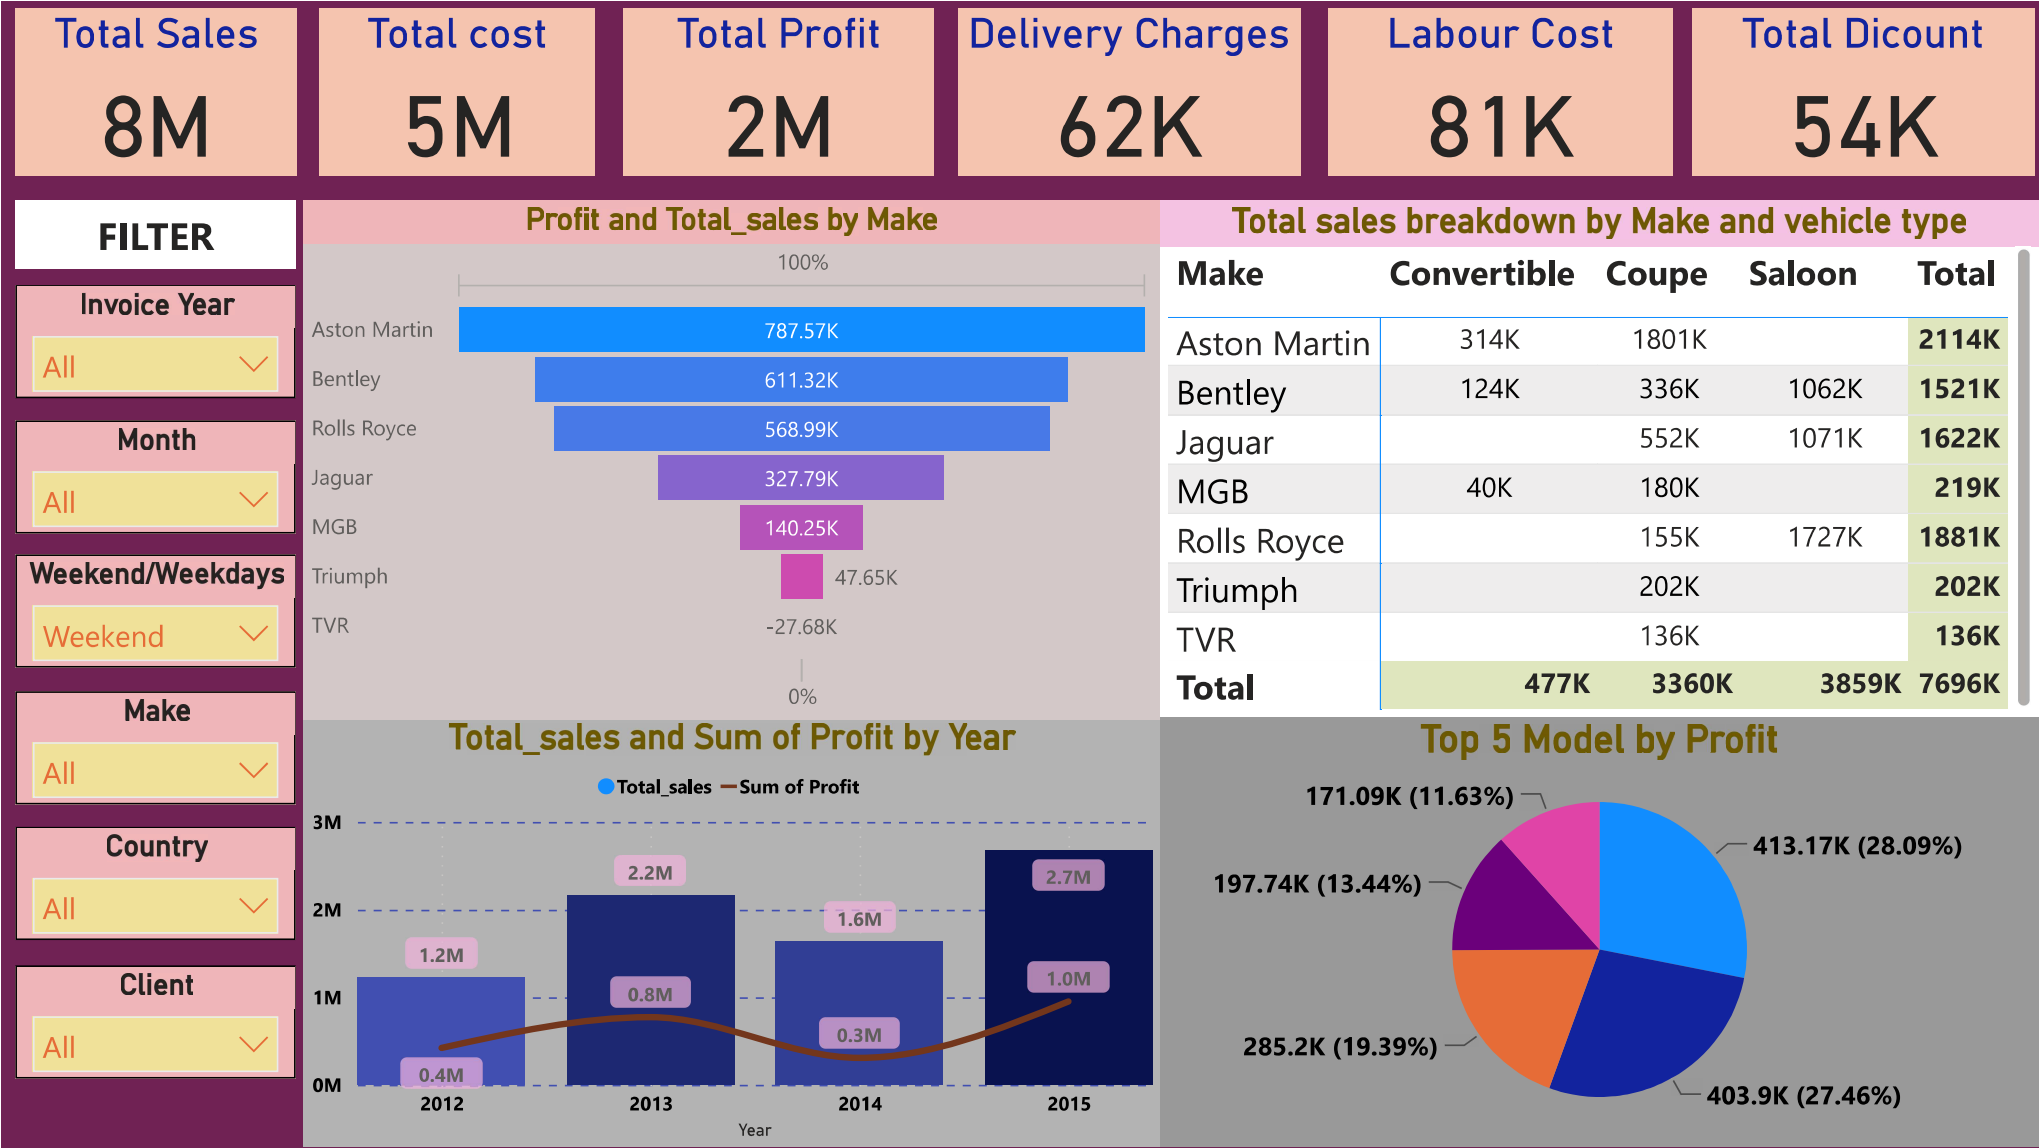 Total Sales
8M
Total cost
5M
Total Profit
2M
Delivery Charges
62K
Labour Cost
81K
Total Dicount
54K
FILTER
Invoice Year
All
Month
All
Weekend/Weekdays
Weekend
Make
All
Country
All
Client
All
Profit and Total_sales by Make
100%
Aston Martin 787.57K
Bentley 611.32K
Rolls Royce 568.99K
Jaguar 327.79K
MGB 140.25K
Triumph 47.65K
TVR -27.68K
0%
Total sales breakdown by Make and vehicle type
Make Convertible Coupe Saloon Total
Aston Martin 314K 1801K 2114K
Bentley 124K 336K 1062K 1521K
Jaguar 552K 1071K 1622K
MGB 40K 180K 219K
Rolls Royce 155K 1727K 1881K
Triumph 202K 202K
TVR 136K 136K
Total 477K 3360K 3859K 7696K
Total_sales and Sum of Profit by Year
Total_sales Sum of Profit
3M
2M
1M
0M
1.2M
2.2M
1.6M
2.7M
0.4M
0.8M
0.3M
1.0M
2012 2013 2014 2015
Year
Top 5 Model by Profit
171.09K (11.63%)
413.17K (28.09%)
197.74K (13.44%)
285.2K (19.39%)
403.9K (27.46%)